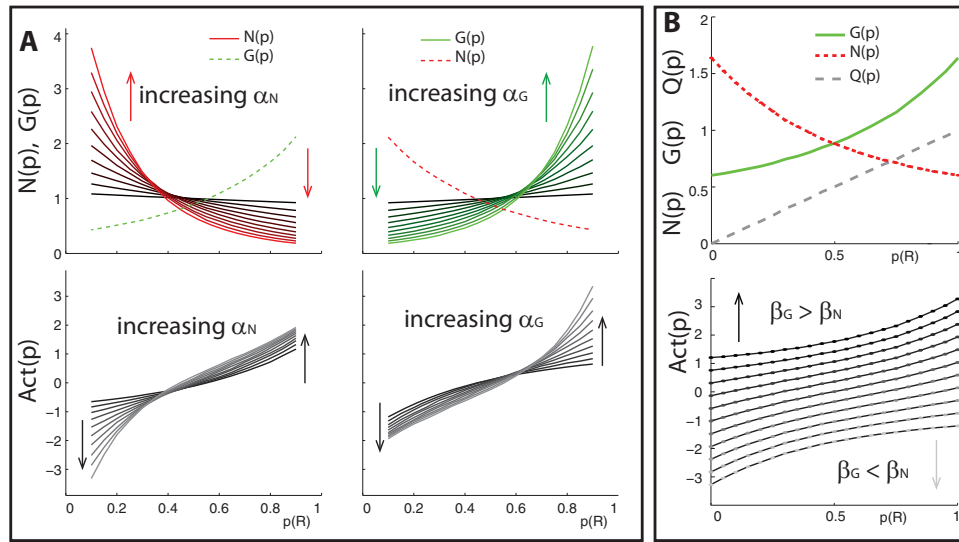 A
N(p)
G(p)
increasing αN
G(p)
N(p)
increasing αG
N(p), G(p)
4
3
2
1
0
increasing αN
increasing αG
Act(p)
3
2
1
0
−1
−2
−3
0 0.2 0.4 0.6 0.8 1
p(R)
0 0.2 0.4 0.6 0.8 1
p(R)
B
G(p)
N(p)
Q(p)
N(p) G(p) Q(p)
2
1.5
1
0.5
0
0 0.5 1
p(R)
βG > βN
βG < βN
Act(p)
3
2
1
0
−1
−2
−3
0 0.5 1
p(R)